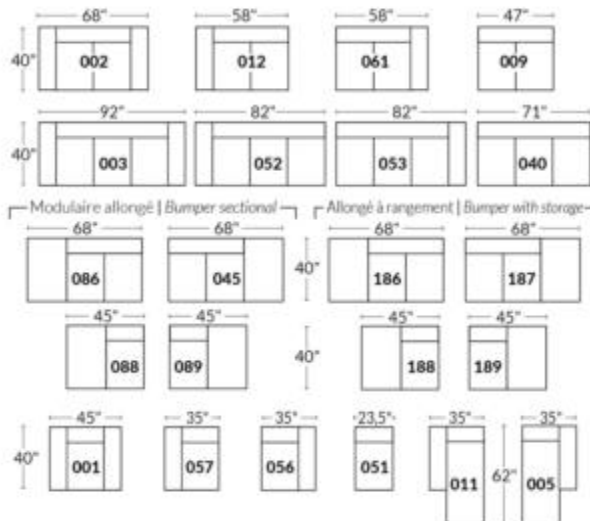 68" 58" 58" 47"
40" 002 012 061 009
92" 82" 82" 71"
40" 003 052 053 040
Modulaire allongé | Bumper sectional Allongé à rangement | Bumper with storage
68" 68" 68" 68"
086 045 40" 186 187
45" 45" 45" 45"
088 089 40" 188 189
45" 35" 35" 23,5" 35" 35"
40" 001 057 056 051 011 62" 005